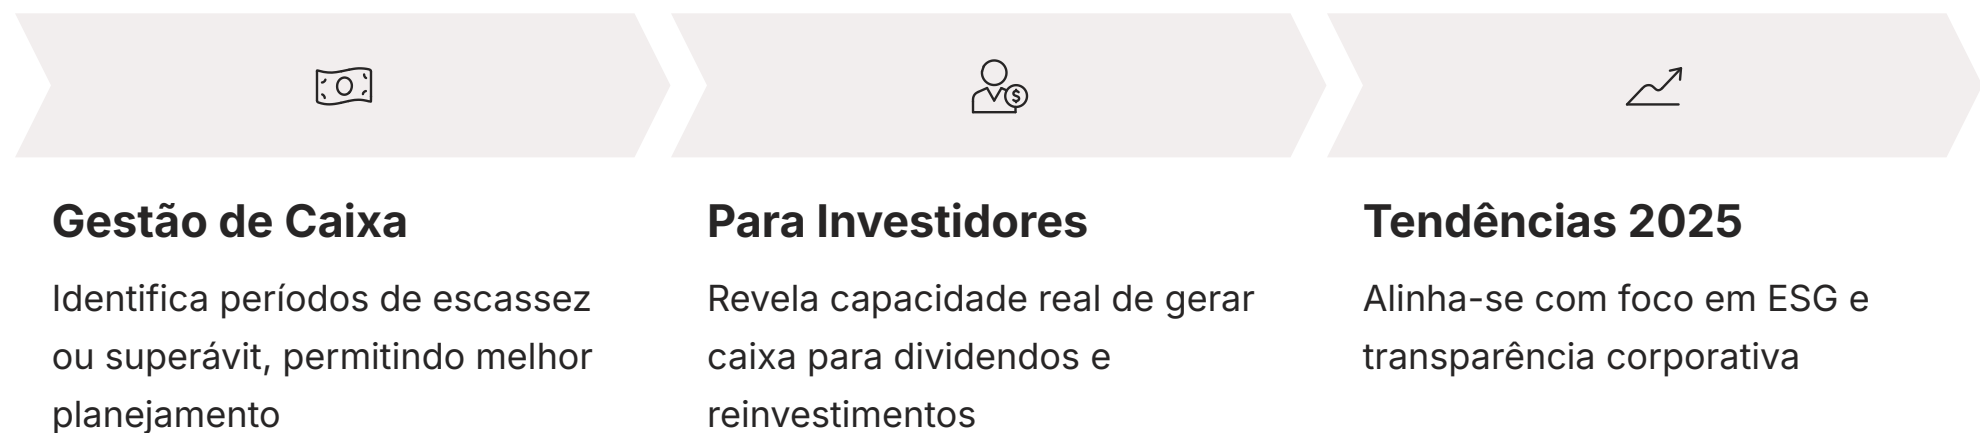 Gestão de Caixa
Identifica períodos de escassez
ou superávit, permitindo melhor
planejamento
Para Investidores
Revela capacidade real de gerar
caixa para dividendos e
reinvestimentos
Tendências 2025
Alinha-se com foco em ESG e
transparência corporativa